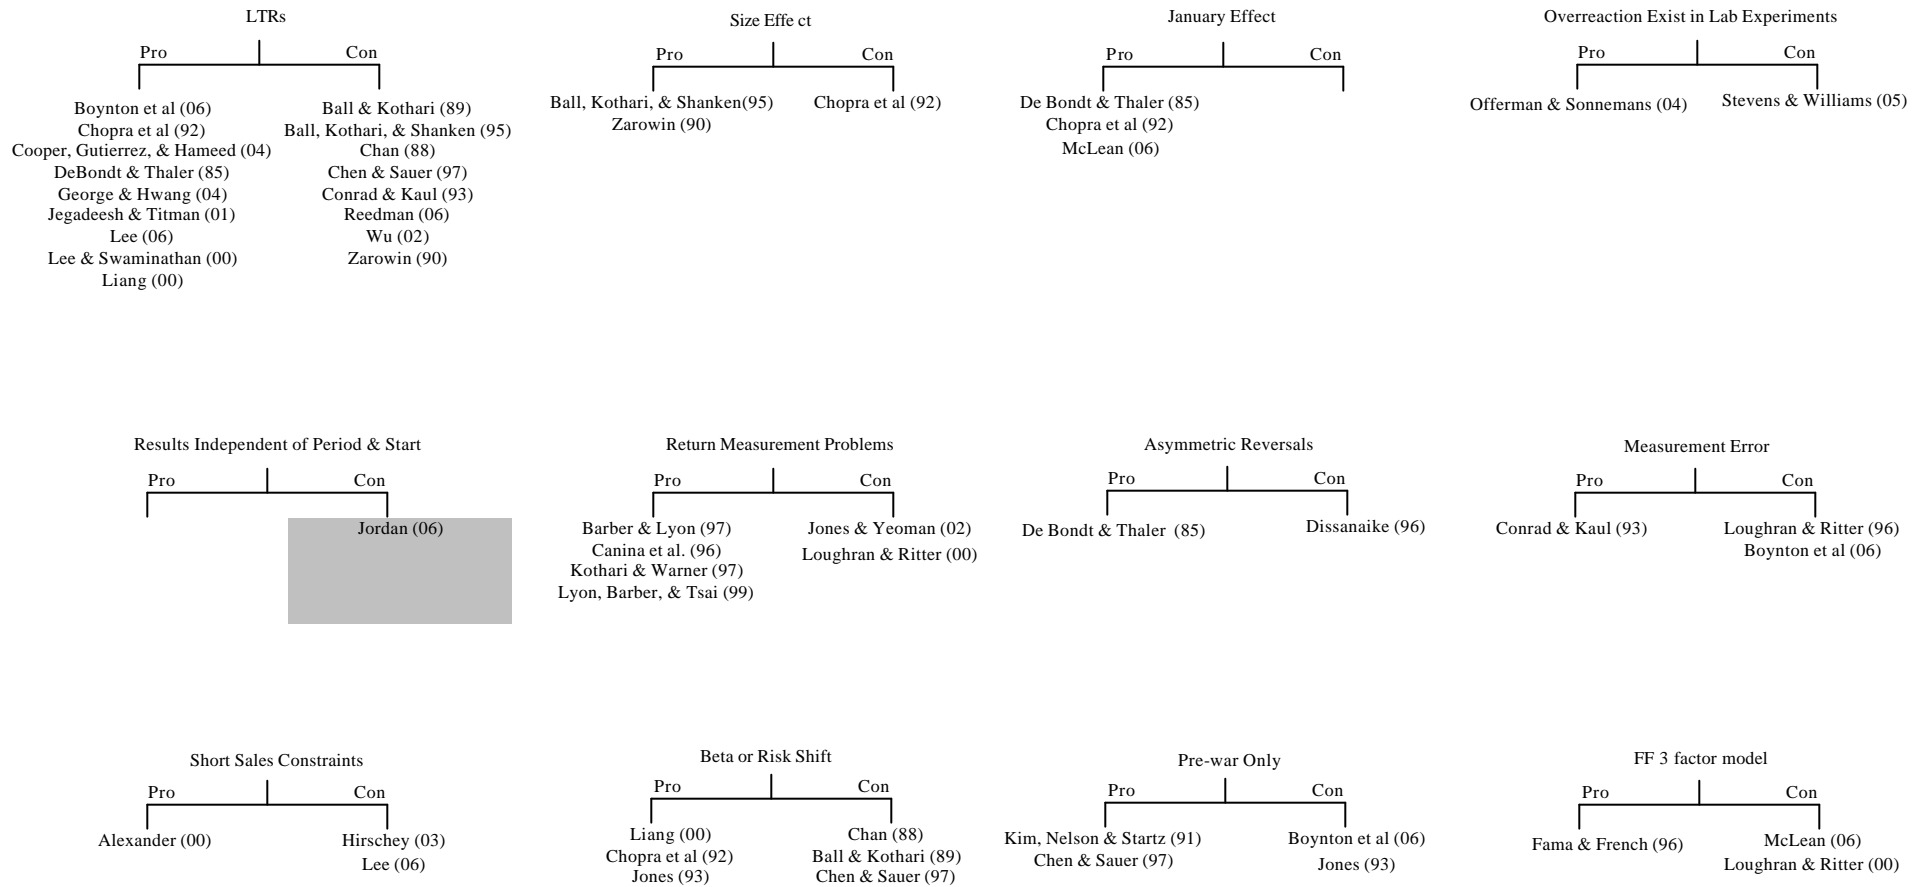 LTRs
Pro
Con
Boynton et al (06)
Chopra et al (92)
Cooper, Gutierrez, & Hameed (04)
DeBondt & Thaler (85)
George & Hwang (04)
Jegadeesh & Titman (01)
Lee (06)
Lee & Swaminathan (00)
Liang (00)
Ball & Kothari (89)
Ball, Kothari, & Shanken (95)
Chan (88)
Chen & Sauer (97)
Conrad & Kaul (93)
Reedman (06)
Wu (02)
Zarowin (90)
Size Effe ct
Pro
Con
Ball, Kothari, & Shanken(95)
Zarowin (90)
Chopra et al (92)
January Effect
Pro
Con
De Bondt & Thaler (85)
Chopra et al (92)
McLean (06)
Overreaction Exist in Lab Experiments
Pro
Con
Offerman & Sonnemans (04)
Stevens & Williams (05)
Results Independent of Period & Start
Pro
Con
Jordan (06)
Return Measurement Problems
Pro
Con
Barber & Lyon (97)
Canina et al. (96)
Kothari & Warner (97)
Lyon, Barber, & Tsai (99)
Jones & Yeoman (02)
Loughran & Ritter (00)
Asymmetric Reversals
Pro
Con
De Bondt & Thaler (85)
Dissanaike (96)
Measurement Error
Pro
Con
Conrad & Kaul (93)
Loughran & Ritter (96)
Boynton et al (06)
Short Sales Constraints
Pro
Con
Alexander (00)
Hirschey (03)
Lee (06)
Beta or Risk Shift
Pro
Con
Liang (00)
Chopra et al (92)
Jones (93)
Chan (88)
Ball & Kothari (89)
Chen & Sauer (97)
Pre-war Only
Pro
Con
Kim, Nelson & Startz (91)
Chen & Sauer (97)
Boynton et al (06)
Jones (93)
FF 3 factor model
Pro
Con
Fama & French (96)
McLean (06)
Loughran & Ritter (00)